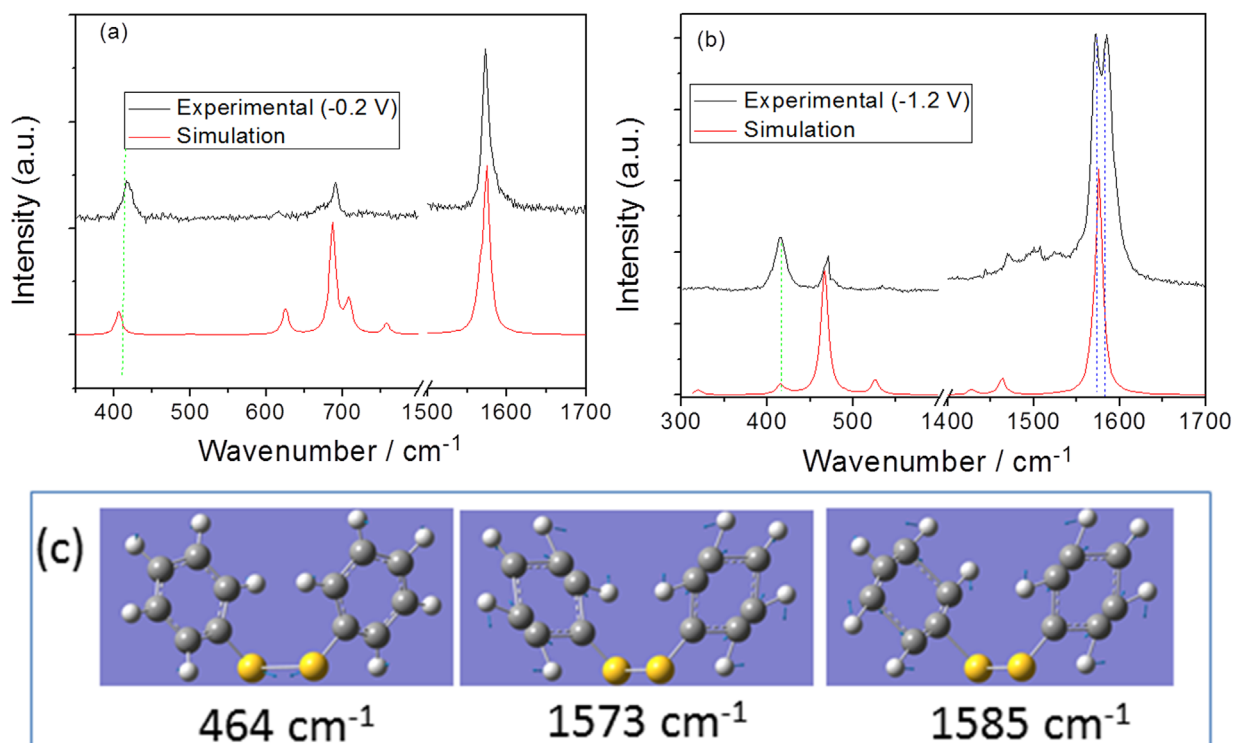 (a)
Experimental (-0.2 V)
Simulation
Intensity (a.u.)
400 500 600 700 1500 1600 1700
Wavenumber / cm-1
(b)
Experimental (-1.2 V)
Simulation
Intensity (a.u.)
300 400 500 1400 1500 1600 1700
Wavenumber / cm-1
(c)
464 cm-1 1573 cm-1 1585 cm-1